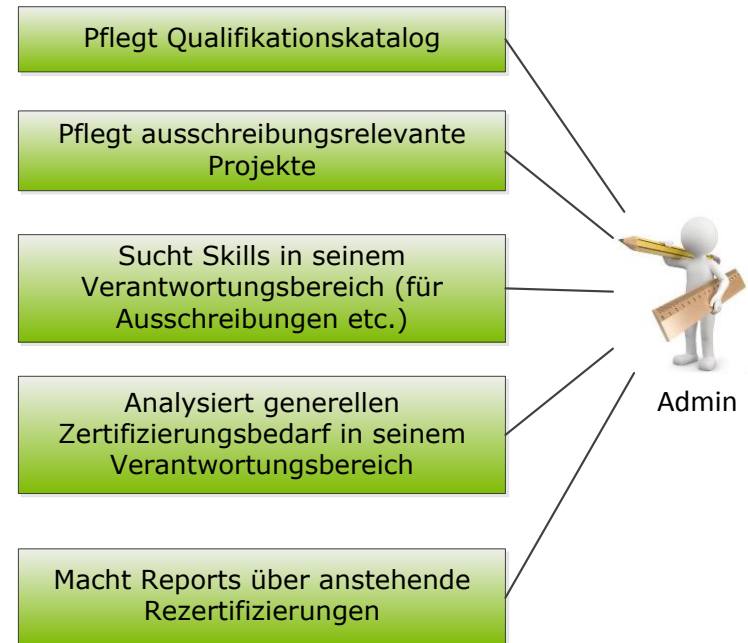 Pflegt Qualifikationskatalog
Pflegt ausschreibungsrelevante
Projekte
Sucht Skills in seinem
Verantwortungsbereich (für
Ausschreibungen etc.)
Analysiert generellen
Zertifizierungsbedarf in seinem
Verantwortungsbereich
Macht Reports über anstehende
Rezertifizierungen
Admin